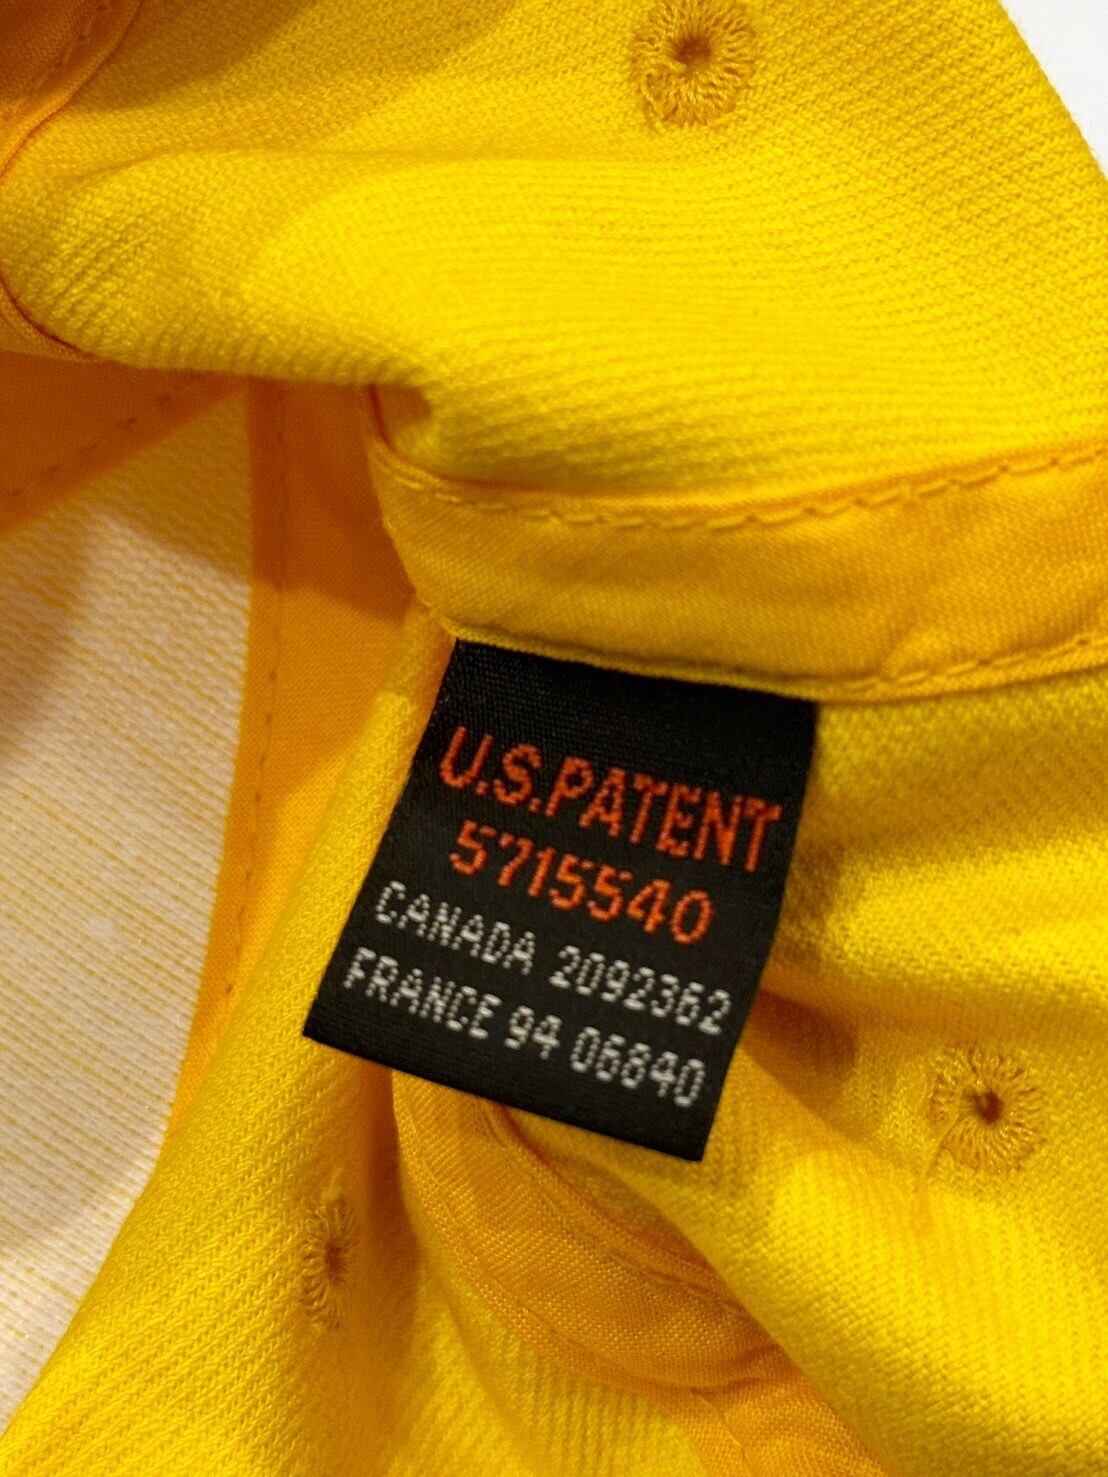 U.S.PATENT
5715540
CANADA 2092362
FRANCE 94 06840